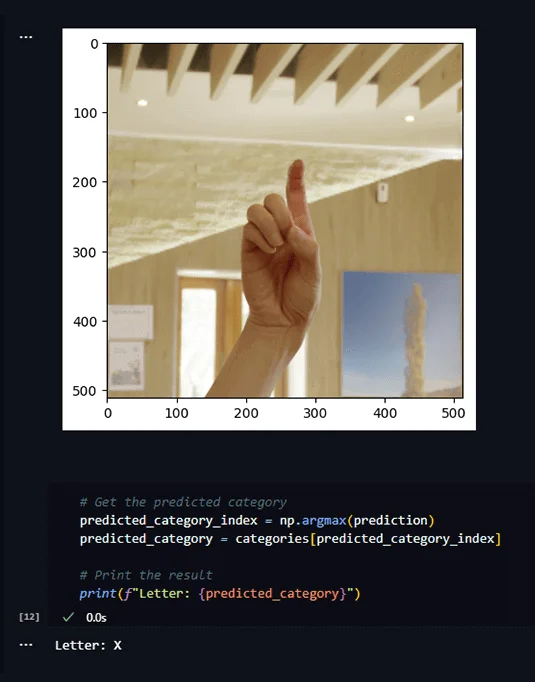 ...
0
100
200
300
400
500
0 100 200 300 400 500
# Get the predicted category
predicted_category_index = np.argmax(prediction)
predicted_category = categories[predicted_category_index]
# Print the result
print(f"Letter: {predicted_category}")
[12] ✓ 0.0s
... Letter: X